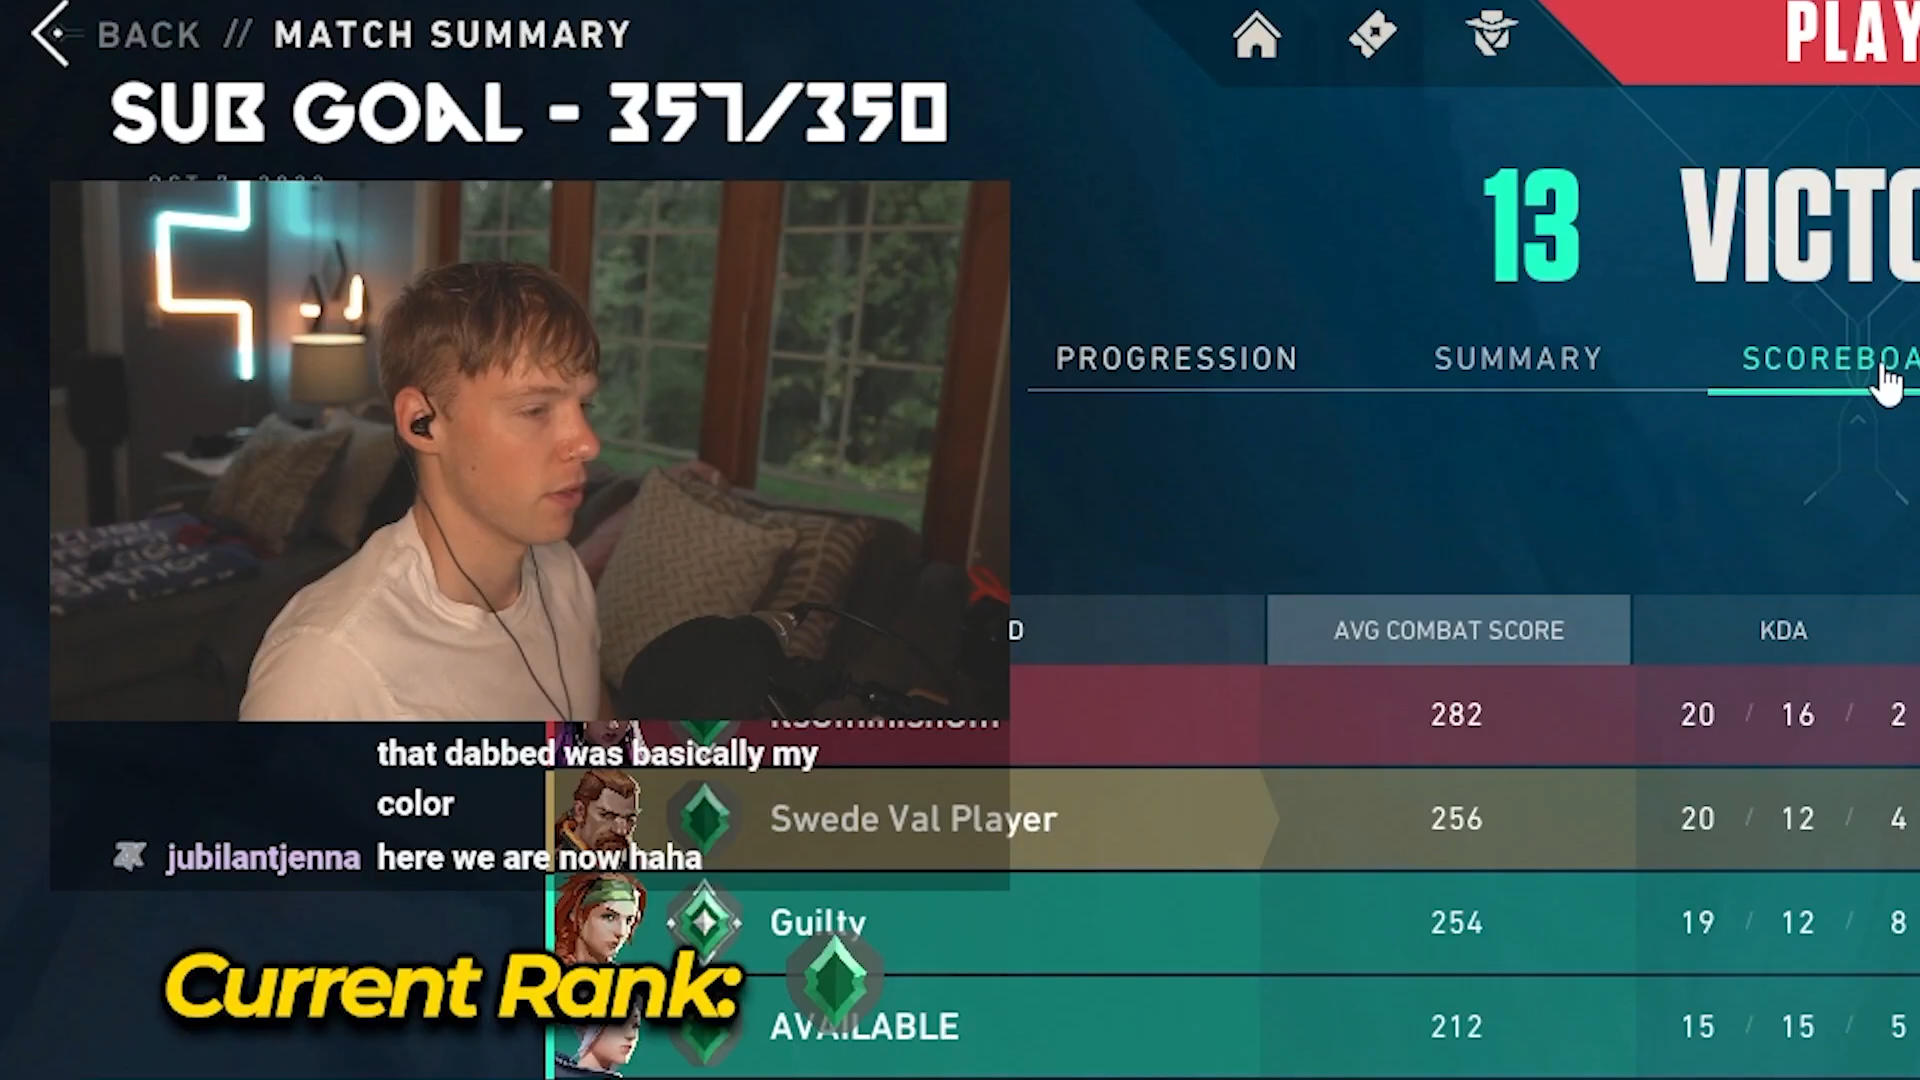 BACK // MATCH SUMMARY
PLAY
SUB GOAL - 357/350
13 VICTO
PROGRESSION SUMMARY SCOREBOA
D AVG COMBAT SCORE KDA
282 20 / 16 / 2
that dabbed was basically my
color
Swede Val Player 256 20 / 12 / 4
jubilantjenna here we are now haha
Guilty 254 19 / 12 / 8
Current Rank:
AVAILABLE 212 15 / 15 / 5